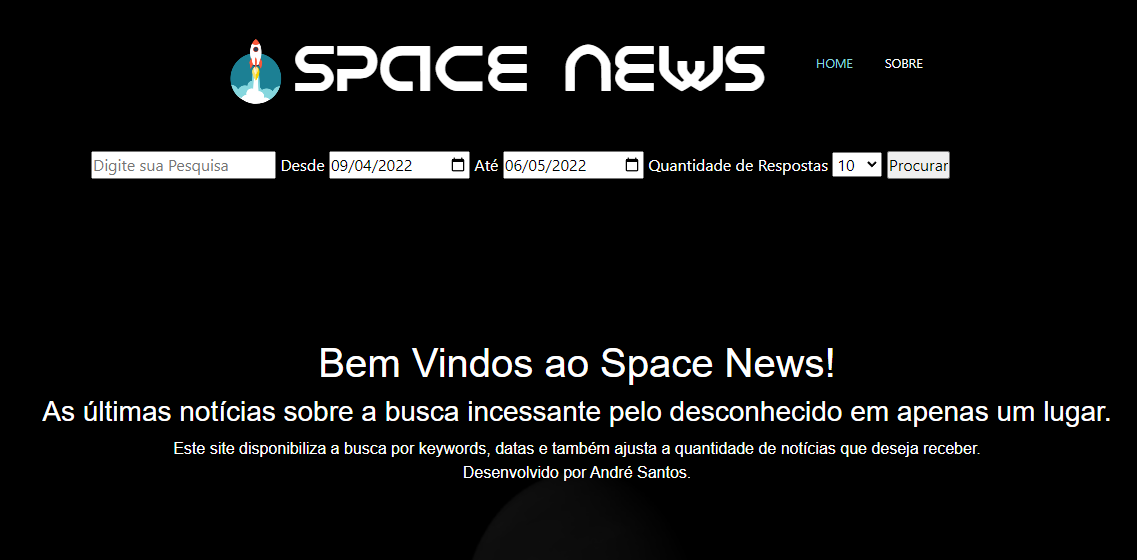 SPACE NEWS HOME SOBRE
Digite sua Pesquisa Desde 09/04/2022 Até 06/05/2022 Quantidade de Respostas 10 Procurar
Bem Vindos ao Space News!
As últimas notícias sobre a busca incessante pelo desconhecido em apenas um lugar.
Este site disponibiliza a busca por keywords, datas e também ajusta a quantidade de notícias que deseja receber.
Desenvolvido por André Santos.